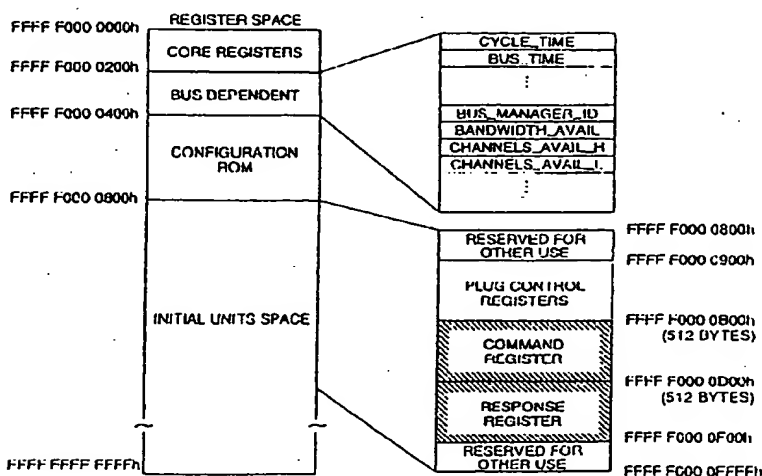 REGISTER SPACE
FFFF F000 0000h
CORE REGISTERS
FFFF F000 0200h
BUS DEPENDENT
FFFF F000 0400h
CONFIGURATION
ROM
FFFF F000 0800h
INITIAL UNITS SPACE
FFFF FFFF FFFFh
CYCLE_TIME
BUS_TIME
BUS_MANAGER_ID
BANDWIDTH_AVAIL
CHANNELS_AVAIL_H
CHANNELS_AVAIL_L
FFFF F000 0800h
RESERVED FOR
OTHER USE
FFFF F000 C900h
PLUG CONTROL
REGISTERS
FFFF F000 0B00h
(512 BYTES)
COMMAND
REGISTER
FFFF F000 0D00h
(512 BYTES)
RESPONSE
REGISTER
FFFF F000 0F00h
RESERVED FOR
OTHER USE
FFFF F000 0FFFFh